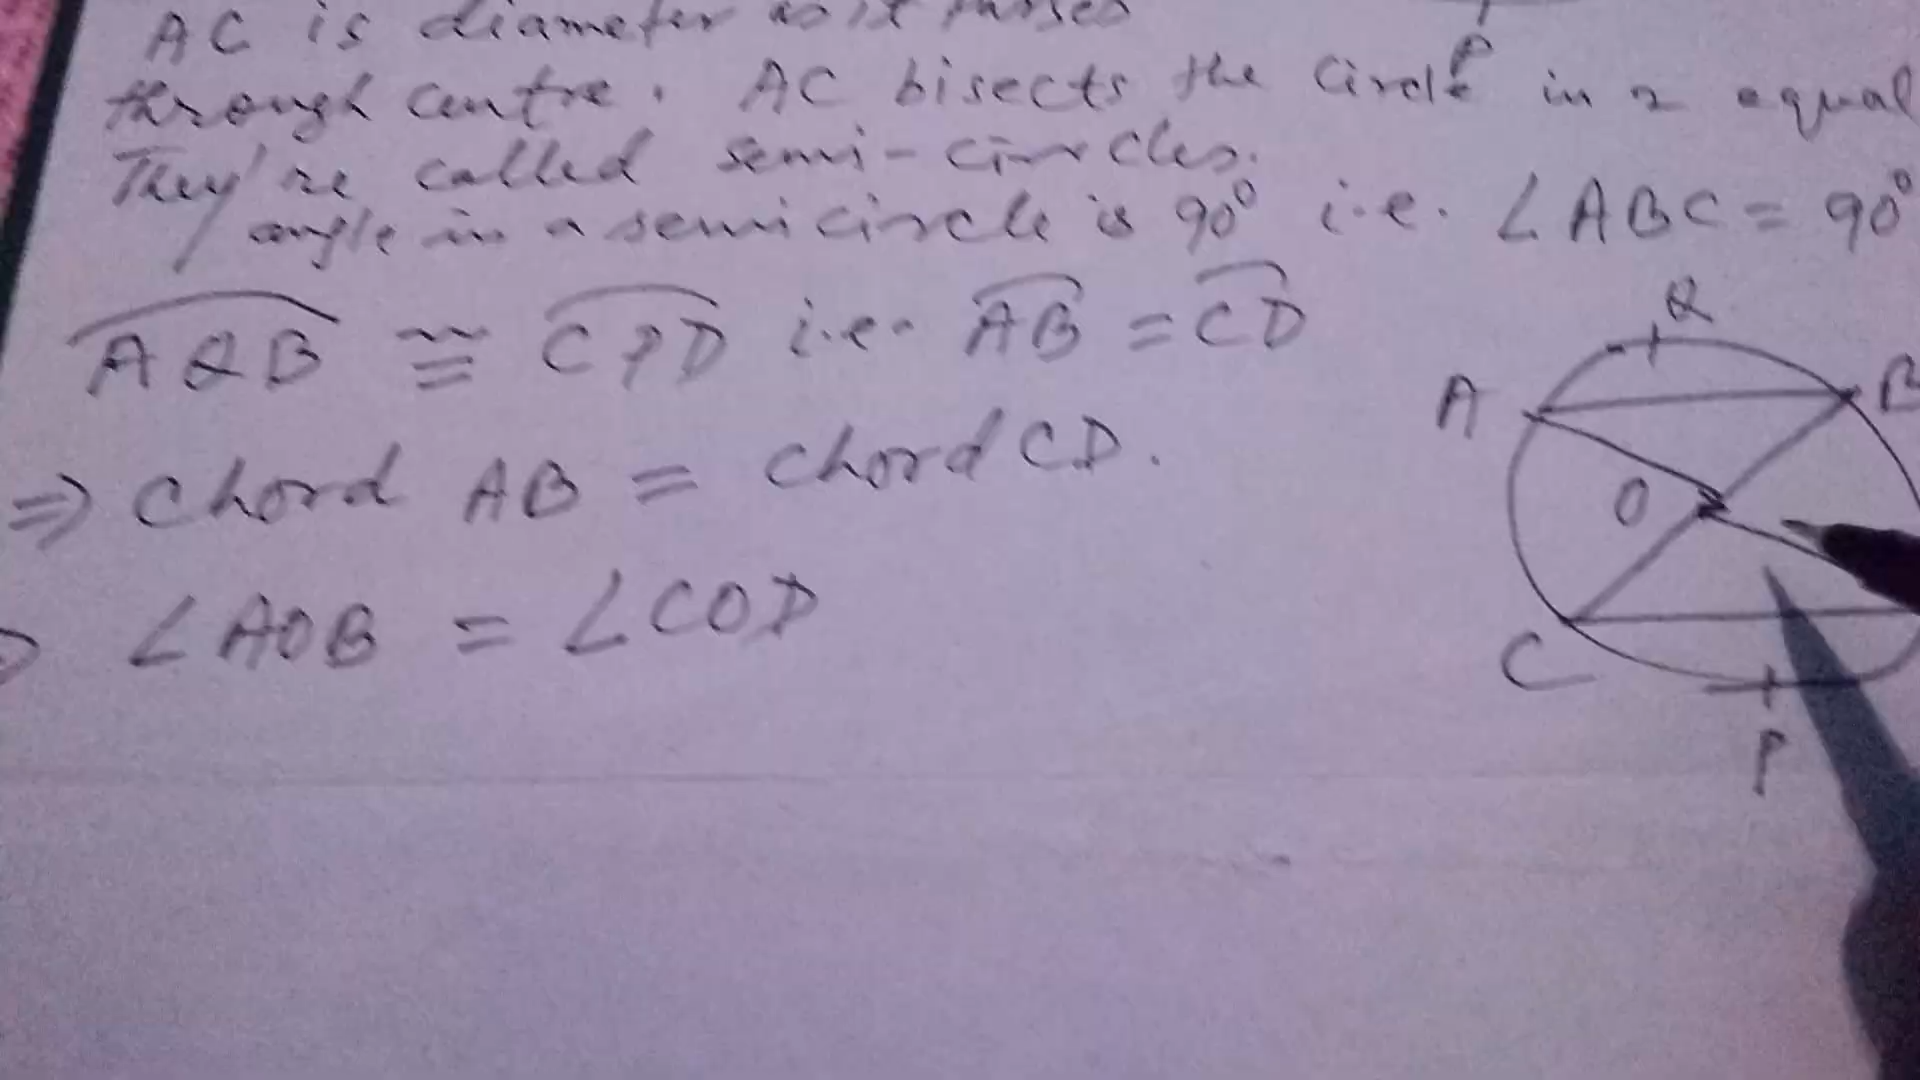 AC is diameter as it passes
P
through centre. AC bisects the circle in 2 equal
They're called semi-circles.
angle in a semicircle is 90° i.e. ∠ABC = 90°
AQB ≅ CPD i.e. AB = CD
⇒ Chord AB = chord CD.
∠AOB = ∠COD
Q
A
B
O
C
P